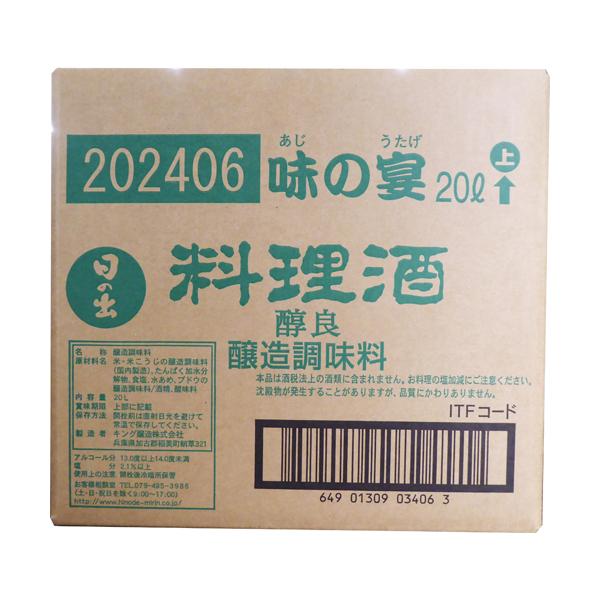 あじ うたげ
202406 味の宴 20ℓ 上
日の出
料理酒
醇良
醸造調味料
本品は酒税法上の酒類に含まれません。お料理の塩加減にご注意ください。
沈殿物が発生することがありますが、品質にかわりありません。
名称 醸造調味料
原材料名 米・米こうじの醸造調味料
(国内製造)、たんぱく加水分
解物、食塩、水あめ、ブドウの
醸造調味料/酒精、酸味料
内容量 20L
賞味期限 上部に記載
保存方法 開栓前は直射日光を避けて
常温で保存してください。
製造者 キング醸造株式会社
兵庫県加古郡稲美町蛸草321
アルコール分 13.0度以上14.0度未満
塩分 2.1%以上
使用上の注意 開栓後冷暗所保管
お客様相談室 TEL.079-495-3986
(土・日・祝日を除く9:00〜17:00)
http://www.hinode-mirin.co.jp/
ITFコード
649 01309 03406 3